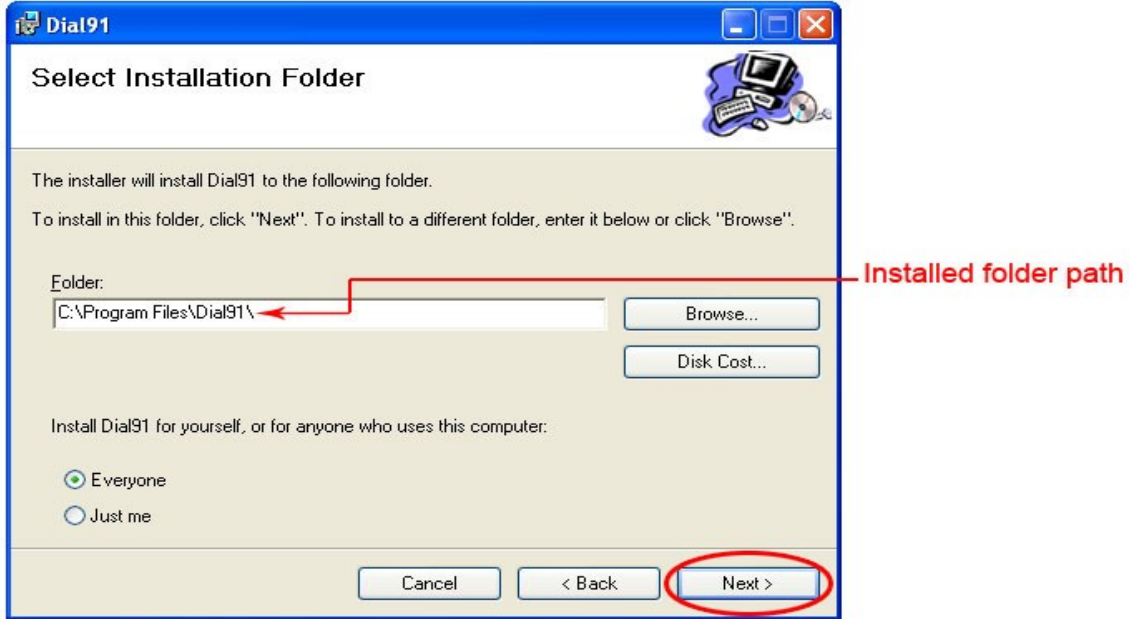 Dial91
Select Installation Folder
The installer will install Dial91 to the following folder.
To install in this folder, click "Next". To install to a different folder, enter it below or click "Browse".
Installed folder path
Folder:
C:\Program Files\Dial91\
Browse...
Disk Cost...
Install Dial91 for yourself, or for anyone who uses this computer:
Everyone
Just me
Cancel
< Back
Next >